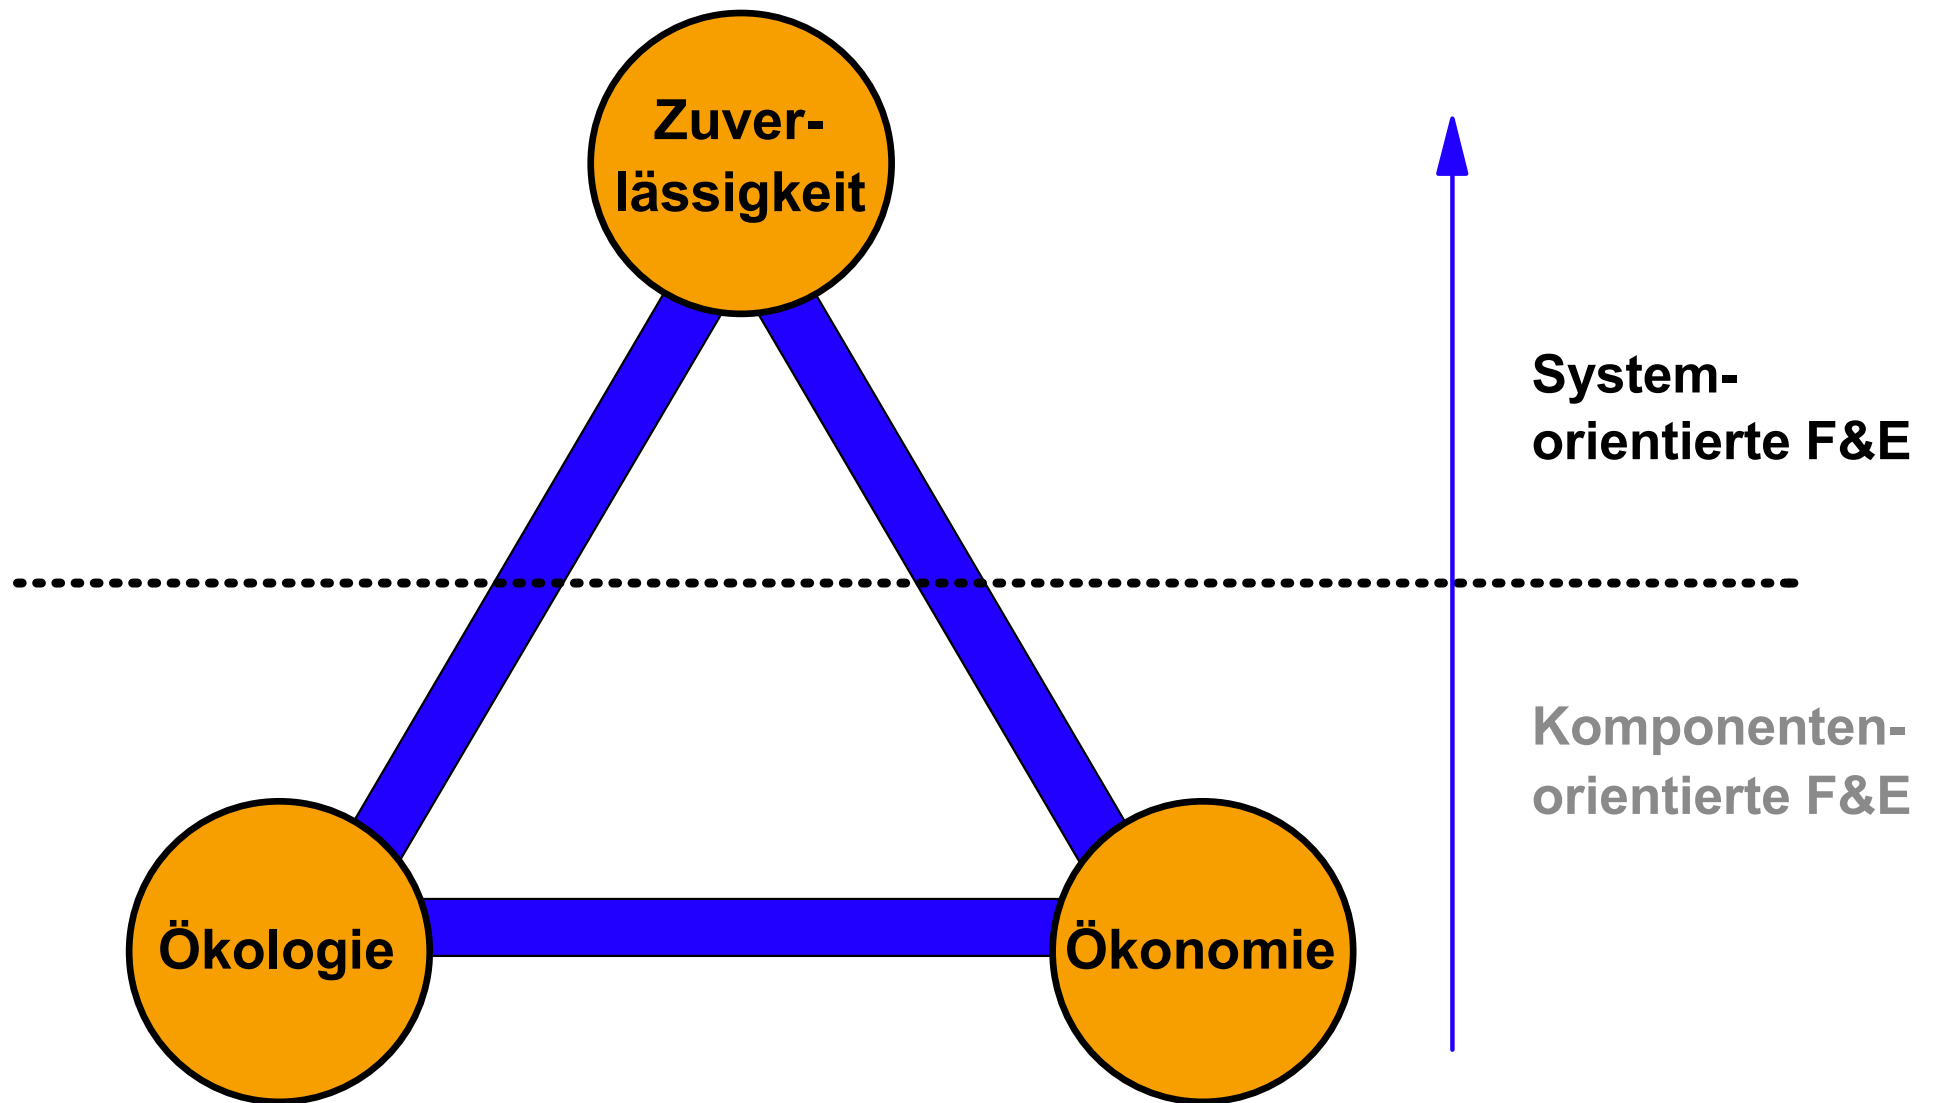 Zuver-
lässigkeit
System-
orientierte F&E
Komponenten-
orientierte F&E
Ökologie
Ökonomie